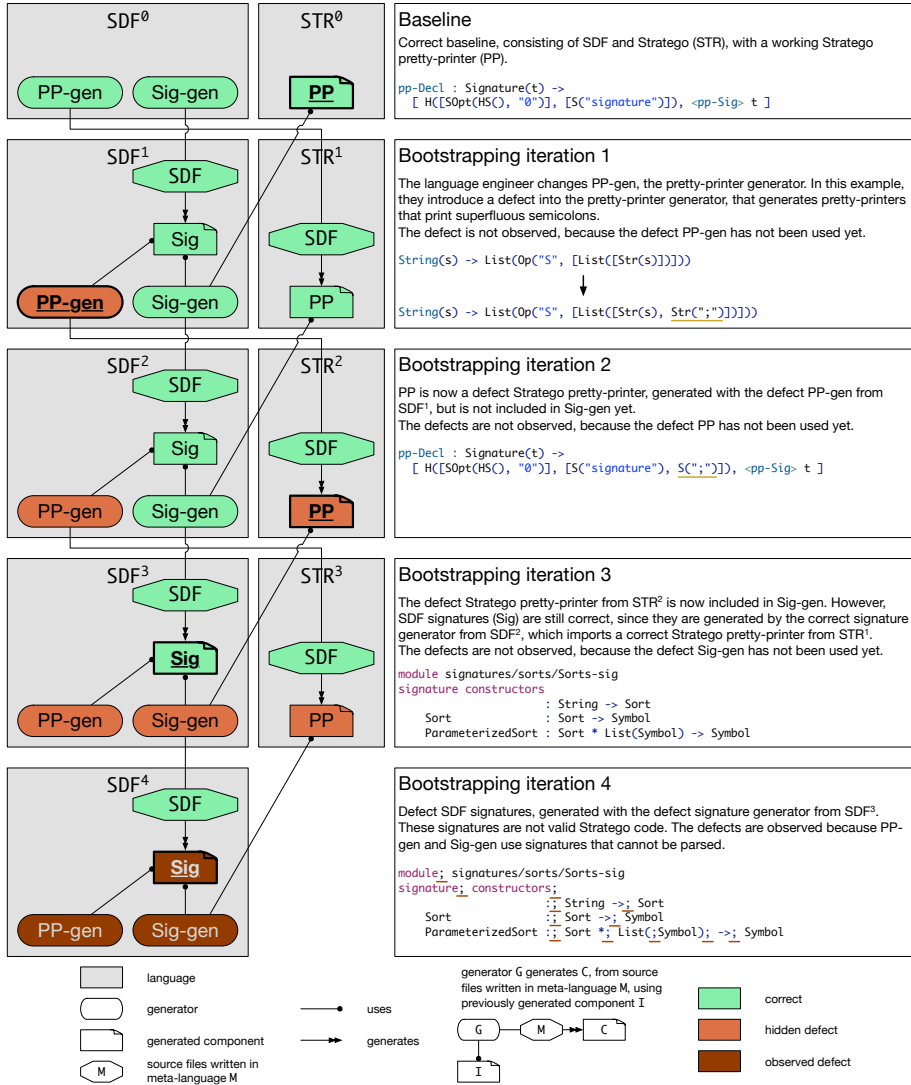 SDF⁰
STR⁰
PP-gen
Sig-gen
PP
Baseline
Correct baseline, consisting of SDF and Stratego (STR), with a working Stratego
pretty-printer (PP).
pp-Decl : Signature(t) ->
[ H([SOpt(HS(), "0")], [S("signature")]), <pp-Sig> t ]
SDF¹
STR¹
SDF
Sig
SDF
PP-gen
Sig-gen
PP
Bootstrapping iteration 1
The language engineer changes PP-gen, the pretty-printer generator. In this example,
they introduce a defect into the pretty-printer generator, that generates pretty-printers
that print superfluous semicolons.
The defect is not observed, because the defect PP-gen has not been used yet.
String(s) -> List(Op("S", [List([Str(s)])]))
String(s) -> List(Op("S", [List([Str(s), Str(";")])]))
SDF²
STR²
SDF
Sig
SDF
PP-gen
Sig-gen
PP
Bootstrapping iteration 2
PP is now a defect Stratego pretty-printer, generated with the defect PP-gen from
SDF¹, but is not included in Sig-gen yet.
The defects are not observed, because the defect PP has not been used yet.
pp-Decl : Signature(t) ->
[ H([SOpt(HS(), "0")], [S("signature"), S(";")]), <pp-Sig> t ]
SDF³
STR³
SDF
Sig
SDF
PP-gen
Sig-gen
PP
Bootstrapping iteration 3
The defect Stratego pretty-printer from STR² is now included in Sig-gen. However,
SDF signatures (Sig) are still correct, since they are generated by the correct signature
generator from SDF², which imports a correct Stratego pretty-printer from STR¹.
The defects are not observed, because the defect Sig-gen has not been used yet.
module signatures/sorts/Sorts-sig
signature constructors
: String -> Sort
Sort : Sort -> Symbol
ParameterizedSort : Sort * List(Symbol) -> Symbol
SDF⁴
SDF
Sig
PP-gen
Sig-gen
Bootstrapping iteration 4
Defect SDF signatures, generated with the defect signature generator from SDF³.
These signatures are not valid Stratego code. The defects are observed because PP-
gen and Sig-gen use signatures that cannot be parsed.
module; signatures/sorts/Sorts-sig
signature; constructors;
:; String ->; Sort
Sort :; Sort ->; Symbol
ParameterizedSort :; Sort *; List(;Symbol); ->; Symbol
language
generator
generated component
M
source files written in
meta-language M
uses
generates
generator G generates C, from source
files written in meta-language M, using
previously generated component I
G
M
C
I
correct
hidden defect
observed defect